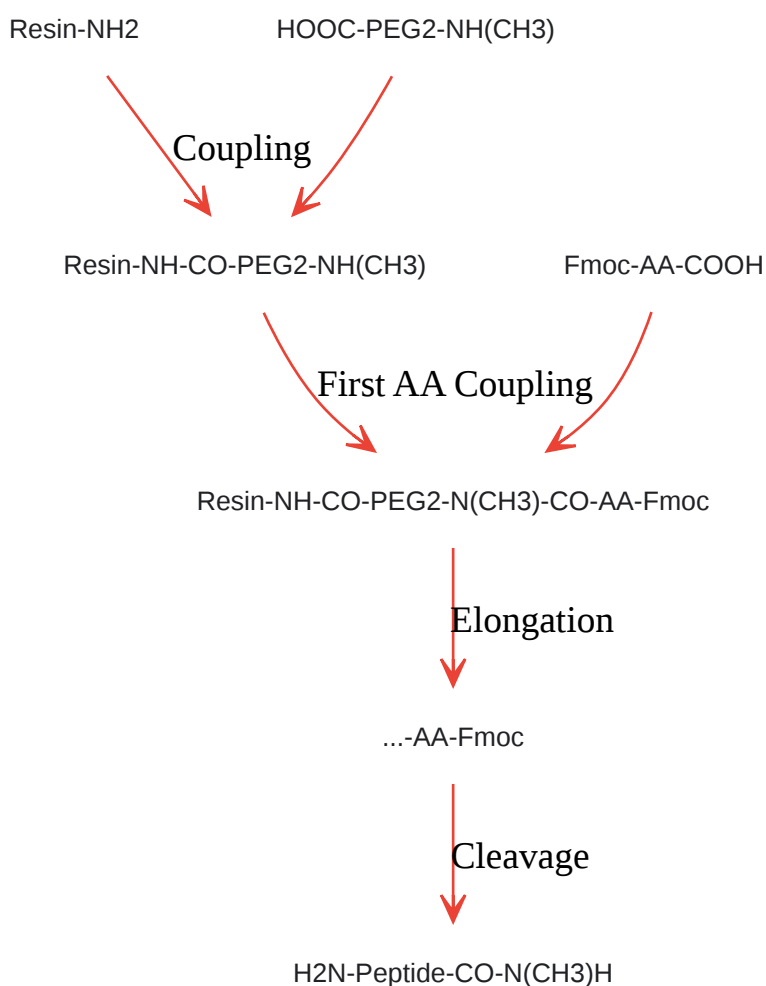 Resin-NH2
HOOC-PEG2-NH(CH3)
Coupling
Resin-NH-CO-PEG2-NH(CH3)
Fmoc-AA-COOH
First AA Coupling
Resin-NH-CO-PEG2-N(CH3)-CO-AA-Fmoc
Elongation
...-AA-Fmoc
Cleavage
H2N-Peptide-CO-N(CH3)H